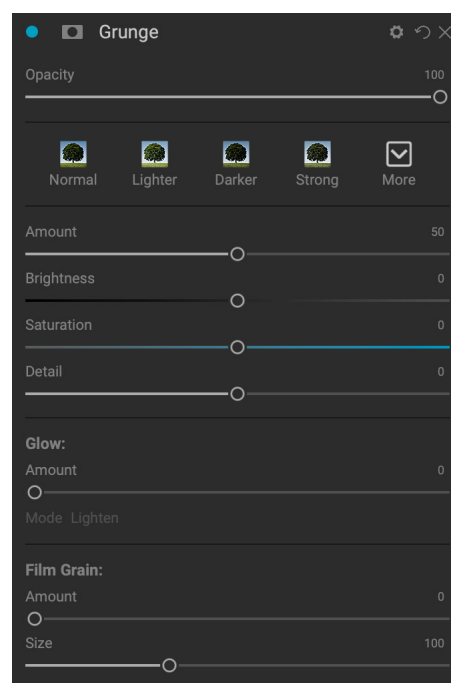 Grunge
Opacity 100
Normal Lighter Darker Strong More
Amount 50
Brightness 0
Saturation 0
Detail 0
Glow:
Amount 0
Mode Lighten
Film Grain:
Amount 0
Size 100